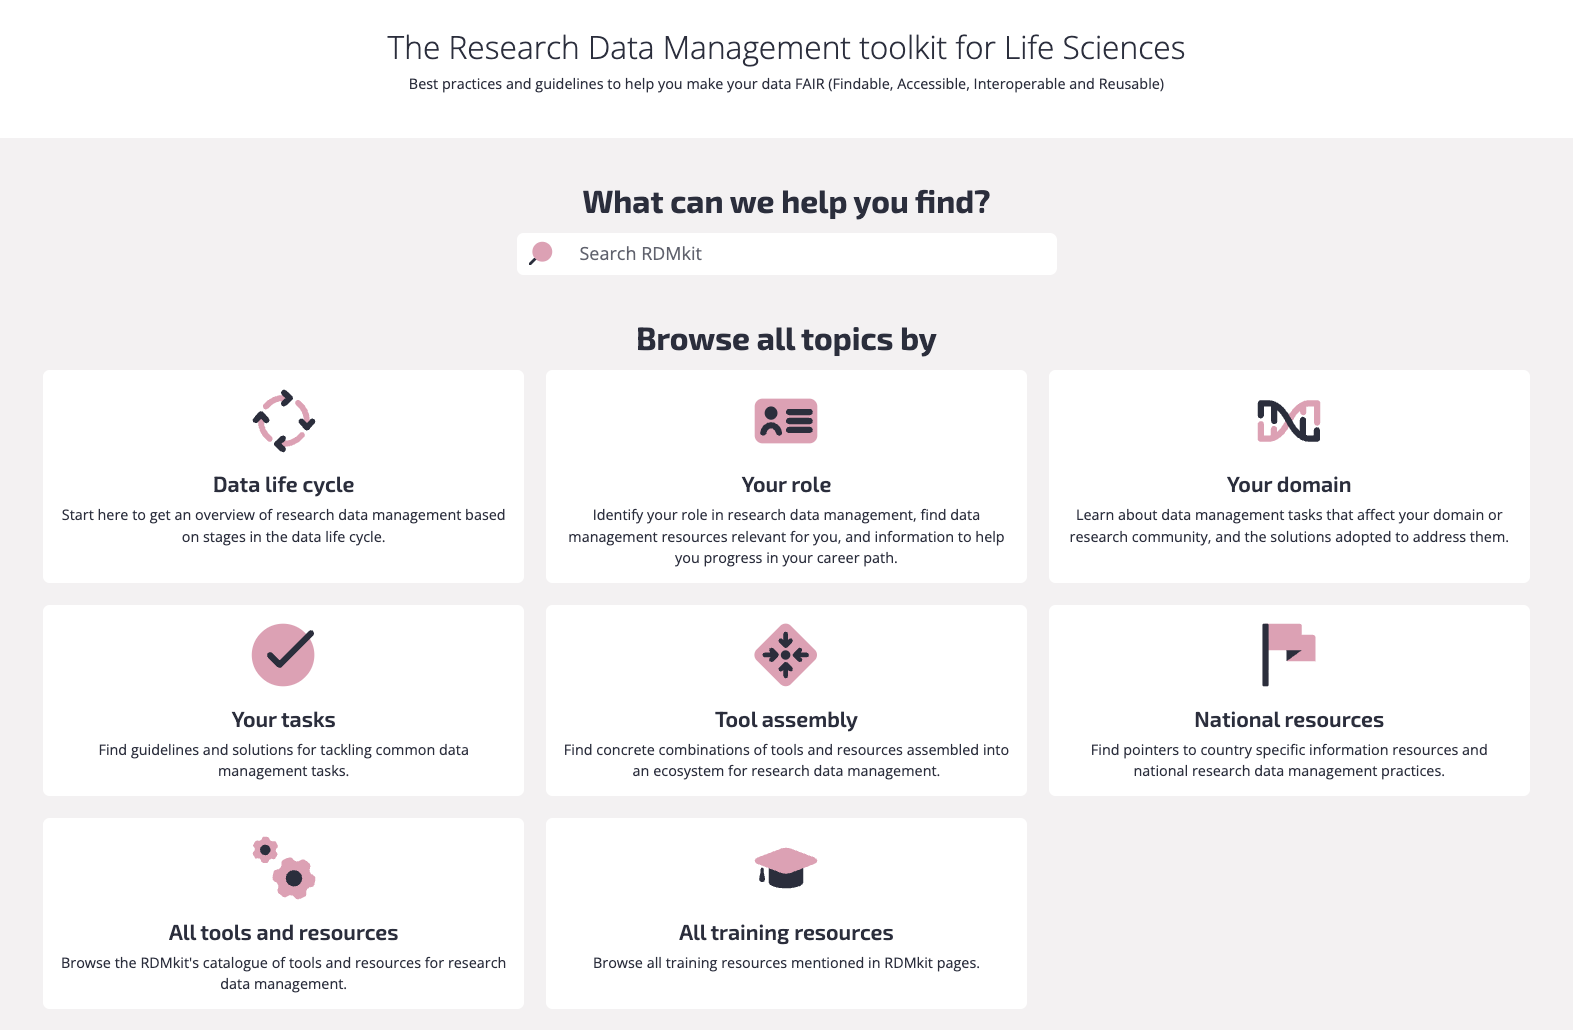 The Research Data Management toolkit for Life Sciences
Best practices and guidelines to help you make your data FAIR (Findable, Accessible, Interoperable and Reusable)
What can we help you find?
Search RDMkit
Browse all topics by
Data life cycle
Start here to get an overview of research data management based
on stages in the data life cycle.
Your role
Identify your role in research data management, find data
management resources relevant for you, and information to help
you progress in your career path.
Your domain
Learn about data management tasks that affect your domain or
research community, and the solutions adopted to address them.
Your tasks
Find guidelines and solutions for tackling common data
management tasks.
Tool assembly
Find concrete combinations of tools and resources assembled into
an ecosystem for research data management.
National resources
Find pointers to country specific information resources and
national research data management practices.
All tools and resources
Browse the RDMkit's catalogue of tools and resources for research
data management.
All training resources
Browse all training resources mentioned in RDMkit pages.